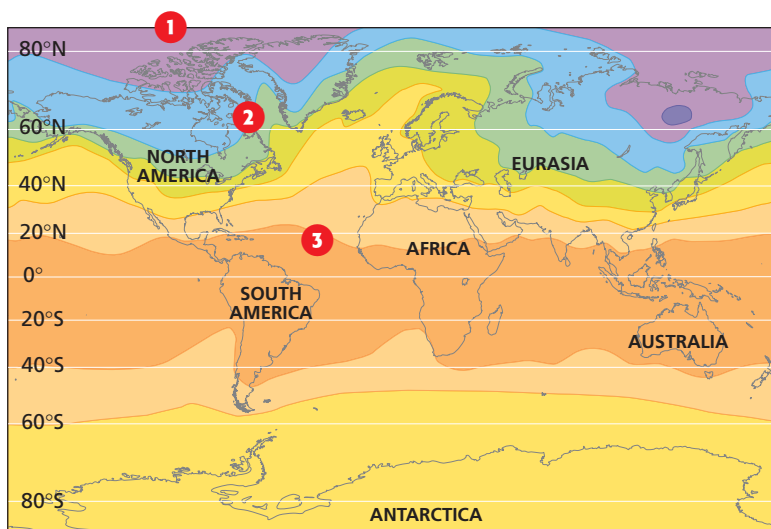 1
80°N
2
60°N
NORTH
AMERICA
EURASIA
40°N
20°N
3
AFRICA
0°
SOUTH
AMERICA
20°S
AUSTRALIA
40°S
60°S
80°S
ANTARCTICA